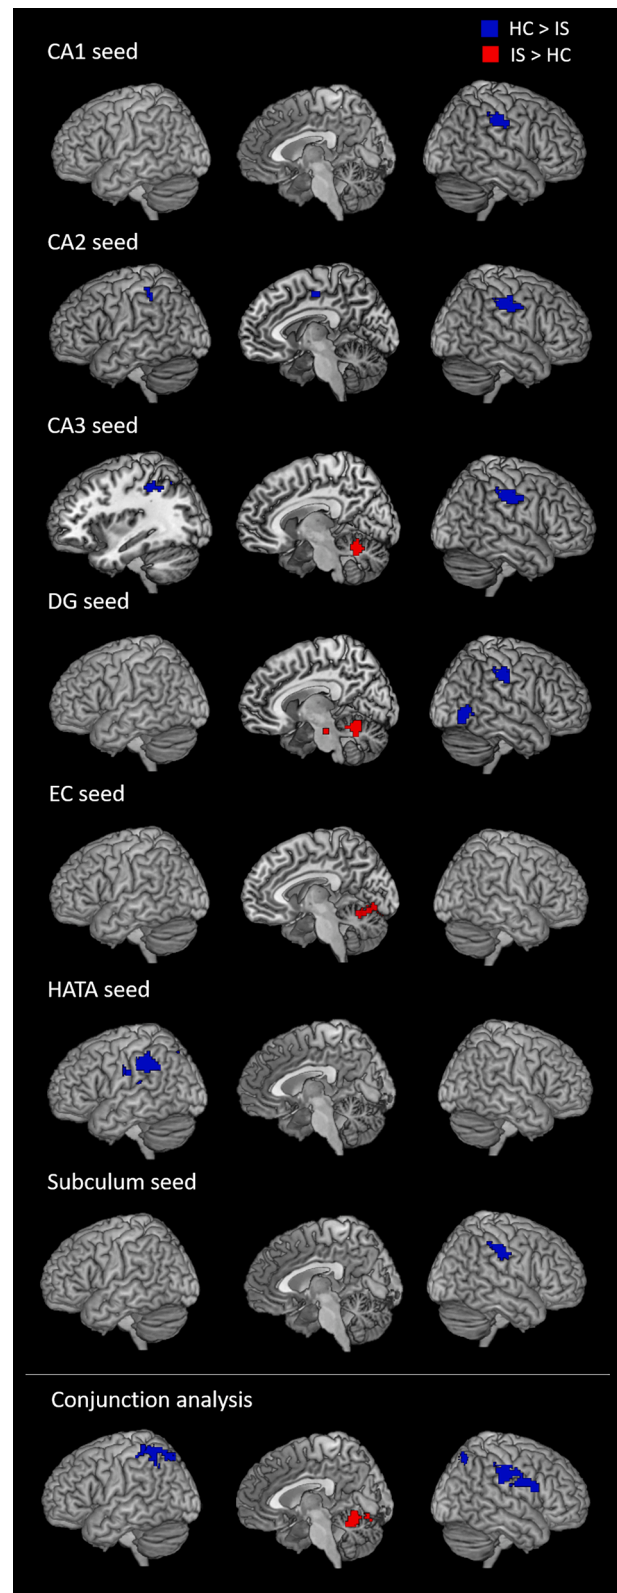 HC > IS
CA1 seed
IS > HC
CA2 seed
CA3 seed
DG seed
EC seed
HATA seed
Subculum seed
Conjunction analysis